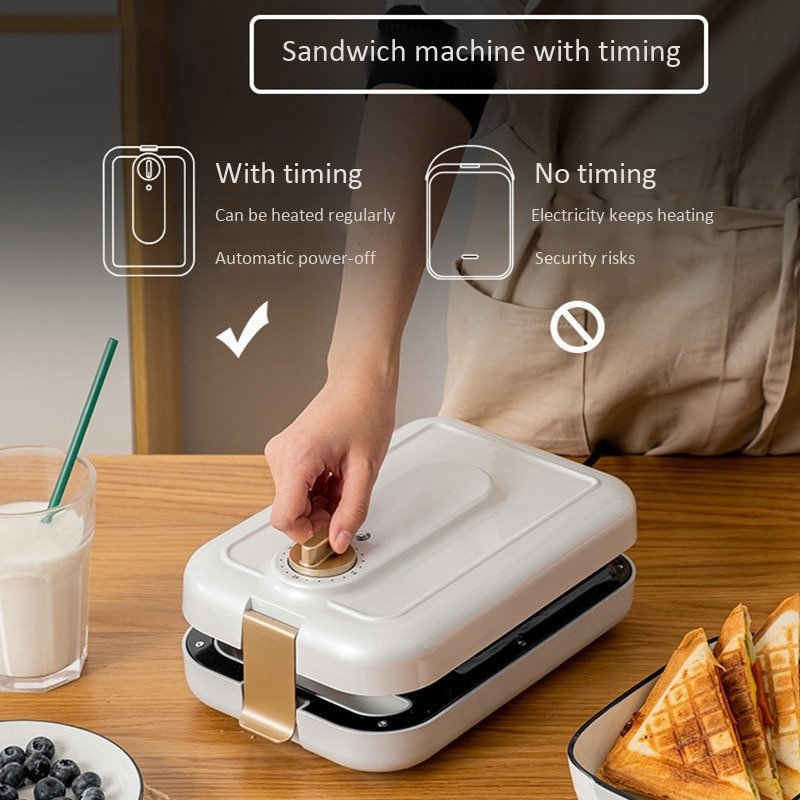 Sandwich machine with timing
With timing
Can be heated regularly
Automatic power-off
No timing
Electricity keeps heating
Security risks